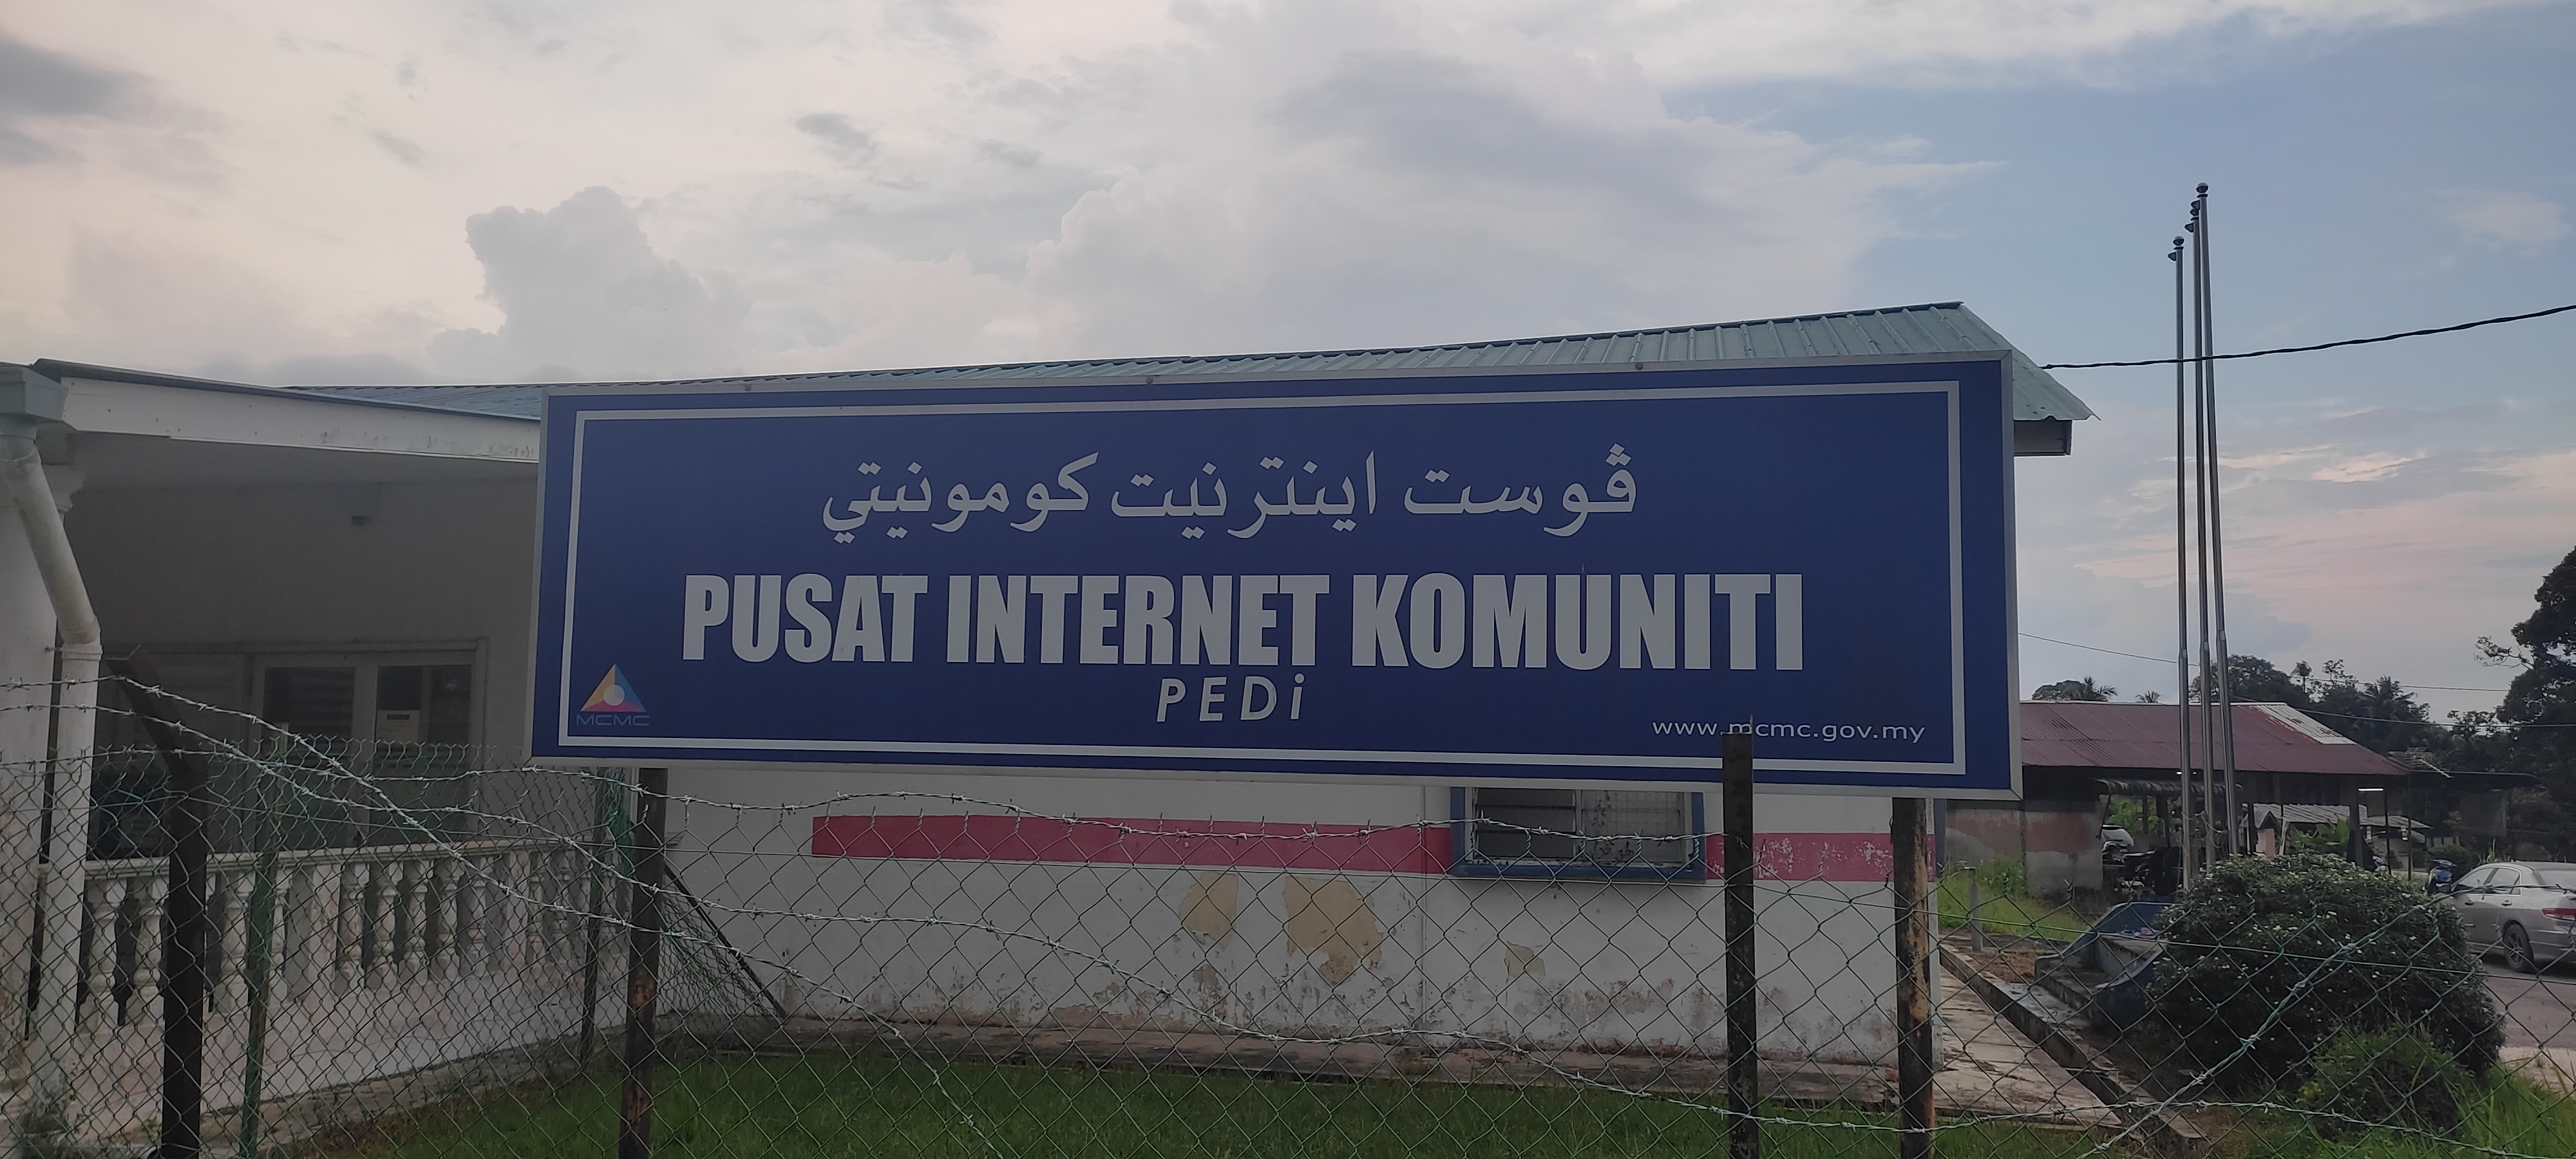 ڤوست اينترنيت كومونيتي
PUSAT INTERNET KOMUNITI
PEDi
MCMC
www.mcmc.gov.my